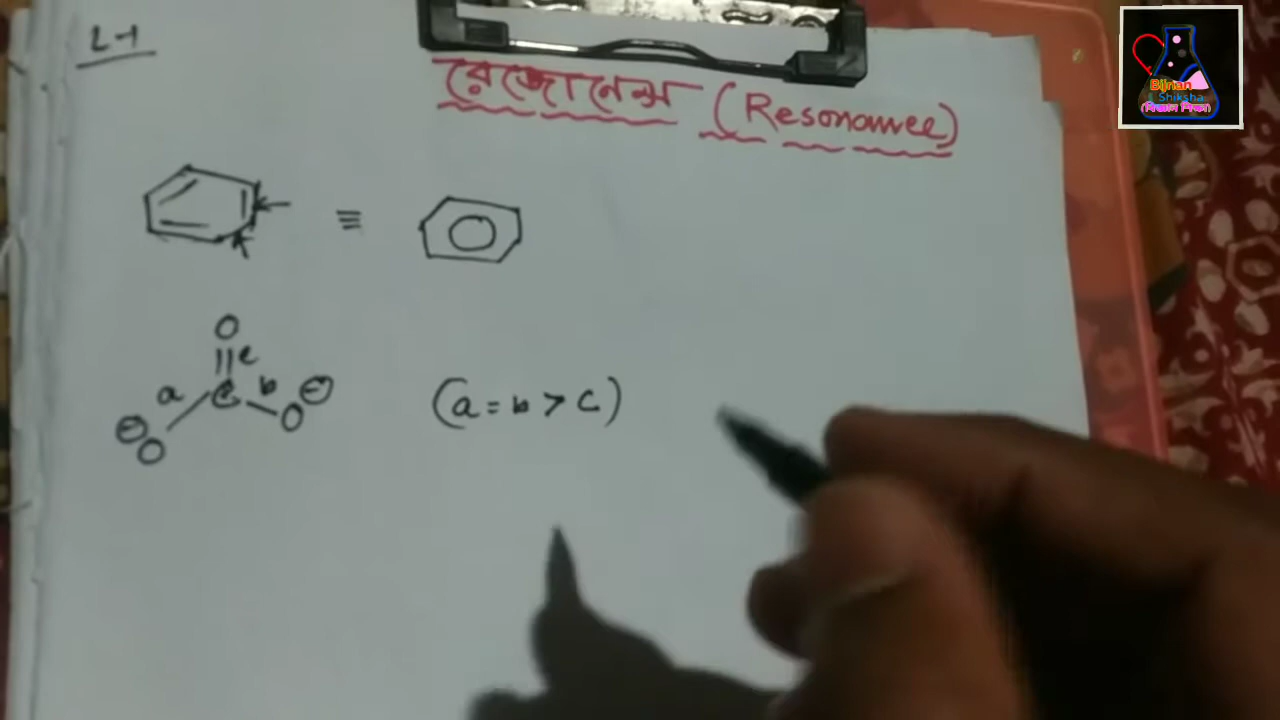 L-1
রেজোনেন্স (Resonance)
≡
O
|| c
a C b ⊖
⊖ O O
(a = b > c)
Bijnan
Shiksha